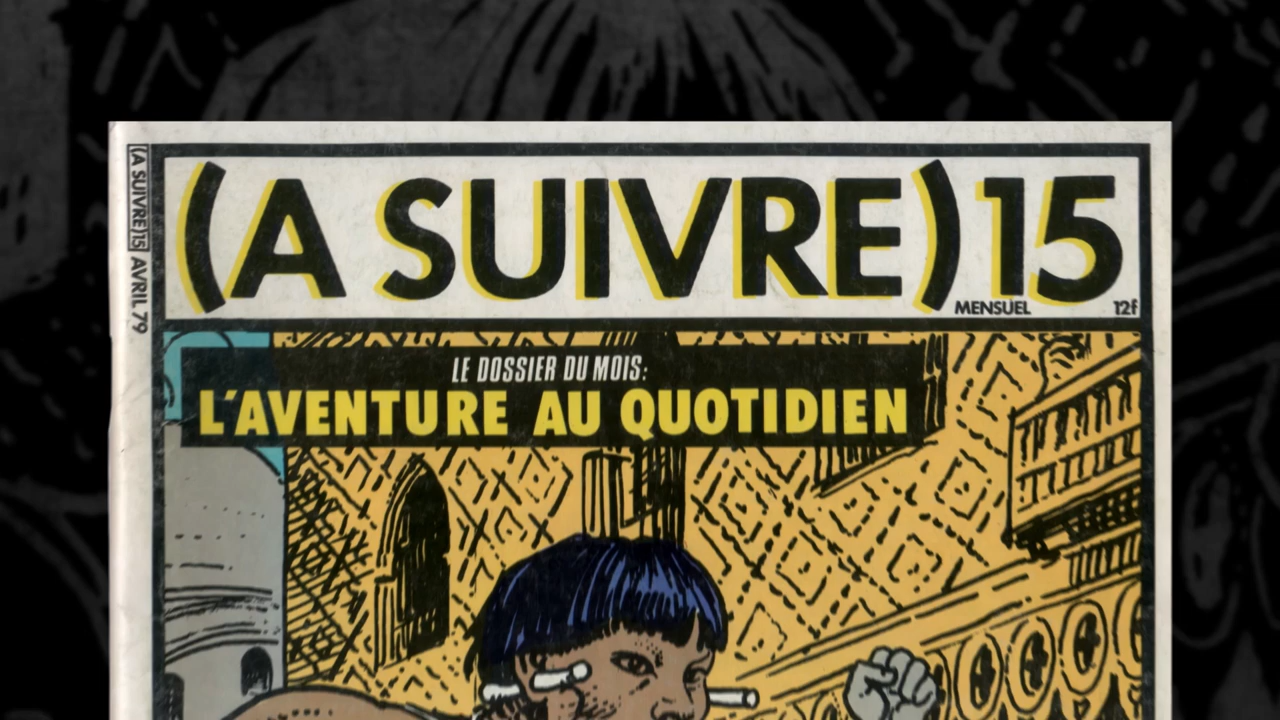 (A SUIVRE) 15
MENSUEL
12f
(A SUIVRE) 15 AVRIL 79
LE DOSSIER DU MOIS:
L'AVENTURE AU QUOTIDIEN